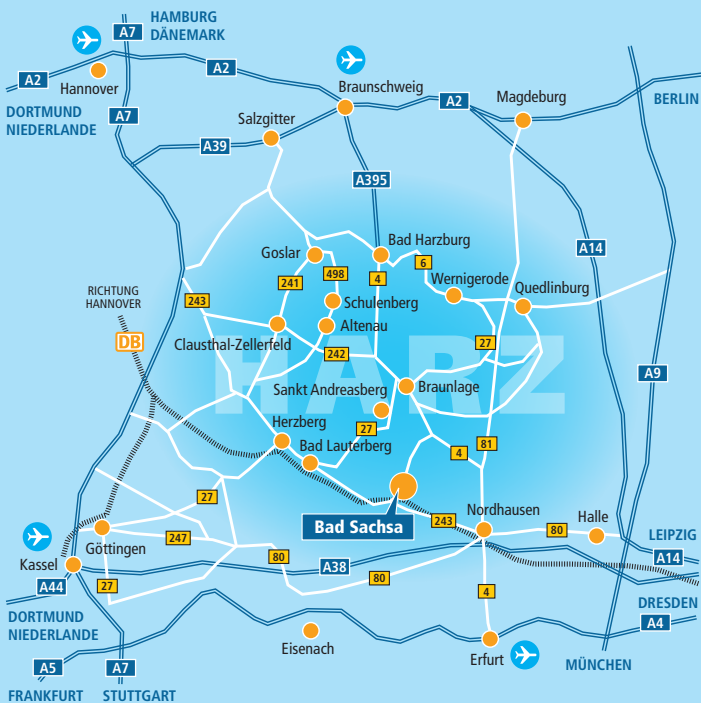 HAMBURG
DÄNEMARK
A7
A2
A2
Hannover
Braunschweig
A2
Magdeburg
BERLIN
DORTMUND
NIEDERLANDE
A7
Salzgitter
A39
A395
A14
Goslar
Bad Harzburg
498
241
4
6
Wernigerode
Quedlinburg
RICHTUNG
HANNOVER
243
Schulenberg
Altenau
DB
Clausthal-Zellerfeld
242
27
HARZ
A9
Sankt Andreasberg
Braunlage
Herzberg
27
Bad Lauterberg
4
81
27
Bad Sachsa
243
Nordhausen
80
Halle
247
Göttingen
LEIPZIG
A14
Kassel
80
A38
80
A44
27
4
DORTMUND
NIEDERLANDE
DRESDEN
A4
Eisenach
Erfurt
MÜNCHEN
A5
A7
FRANKFURT
STUTTGART